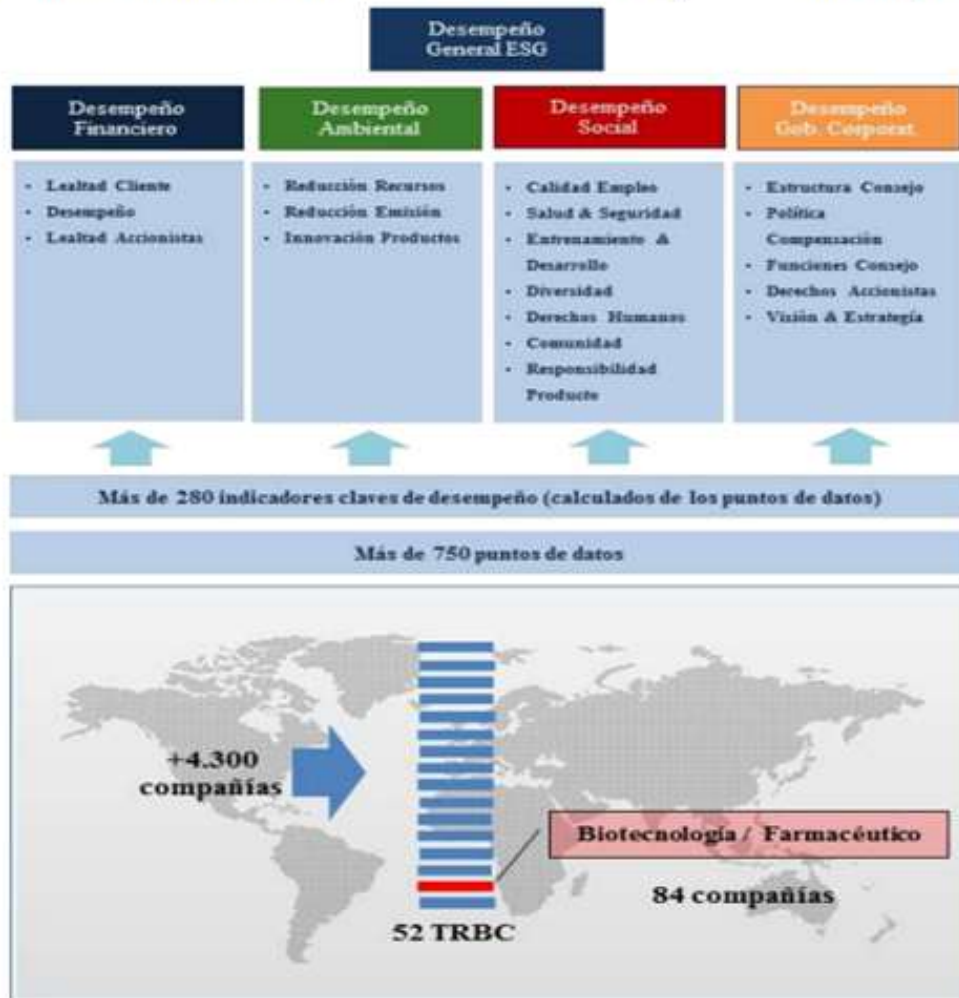 Desempeño
General ESG
Desempeño
Financiero
Desempeño
Ambiental
Desempeño
Social
Desempeño
Gob. Corporat.
• Lealtad Cliente
• Desempeño
• Lealtad Accionistas
• Reducción Recursos
• Reducción Emisión
• Innovación Productos
• Calidad Empleo
• Salud & Seguridad
• Entrenamiento &
Desarrollo
• Diversidad
• Derechos Humanos
• Comunidad
• Responsibilidad
Producto
• Estructura Consejo
• Política
Compensación
• Funciones Consejo
• Derechos Accionistas
• Visión & Estrategía
Más de 280 indicadores claves de desempeño (calculados de los puntos de datos)
Más de 750 puntos de datos
+4.300
compañías
Biotecnología / Farmacéutico
84 compañías
52 TRBC